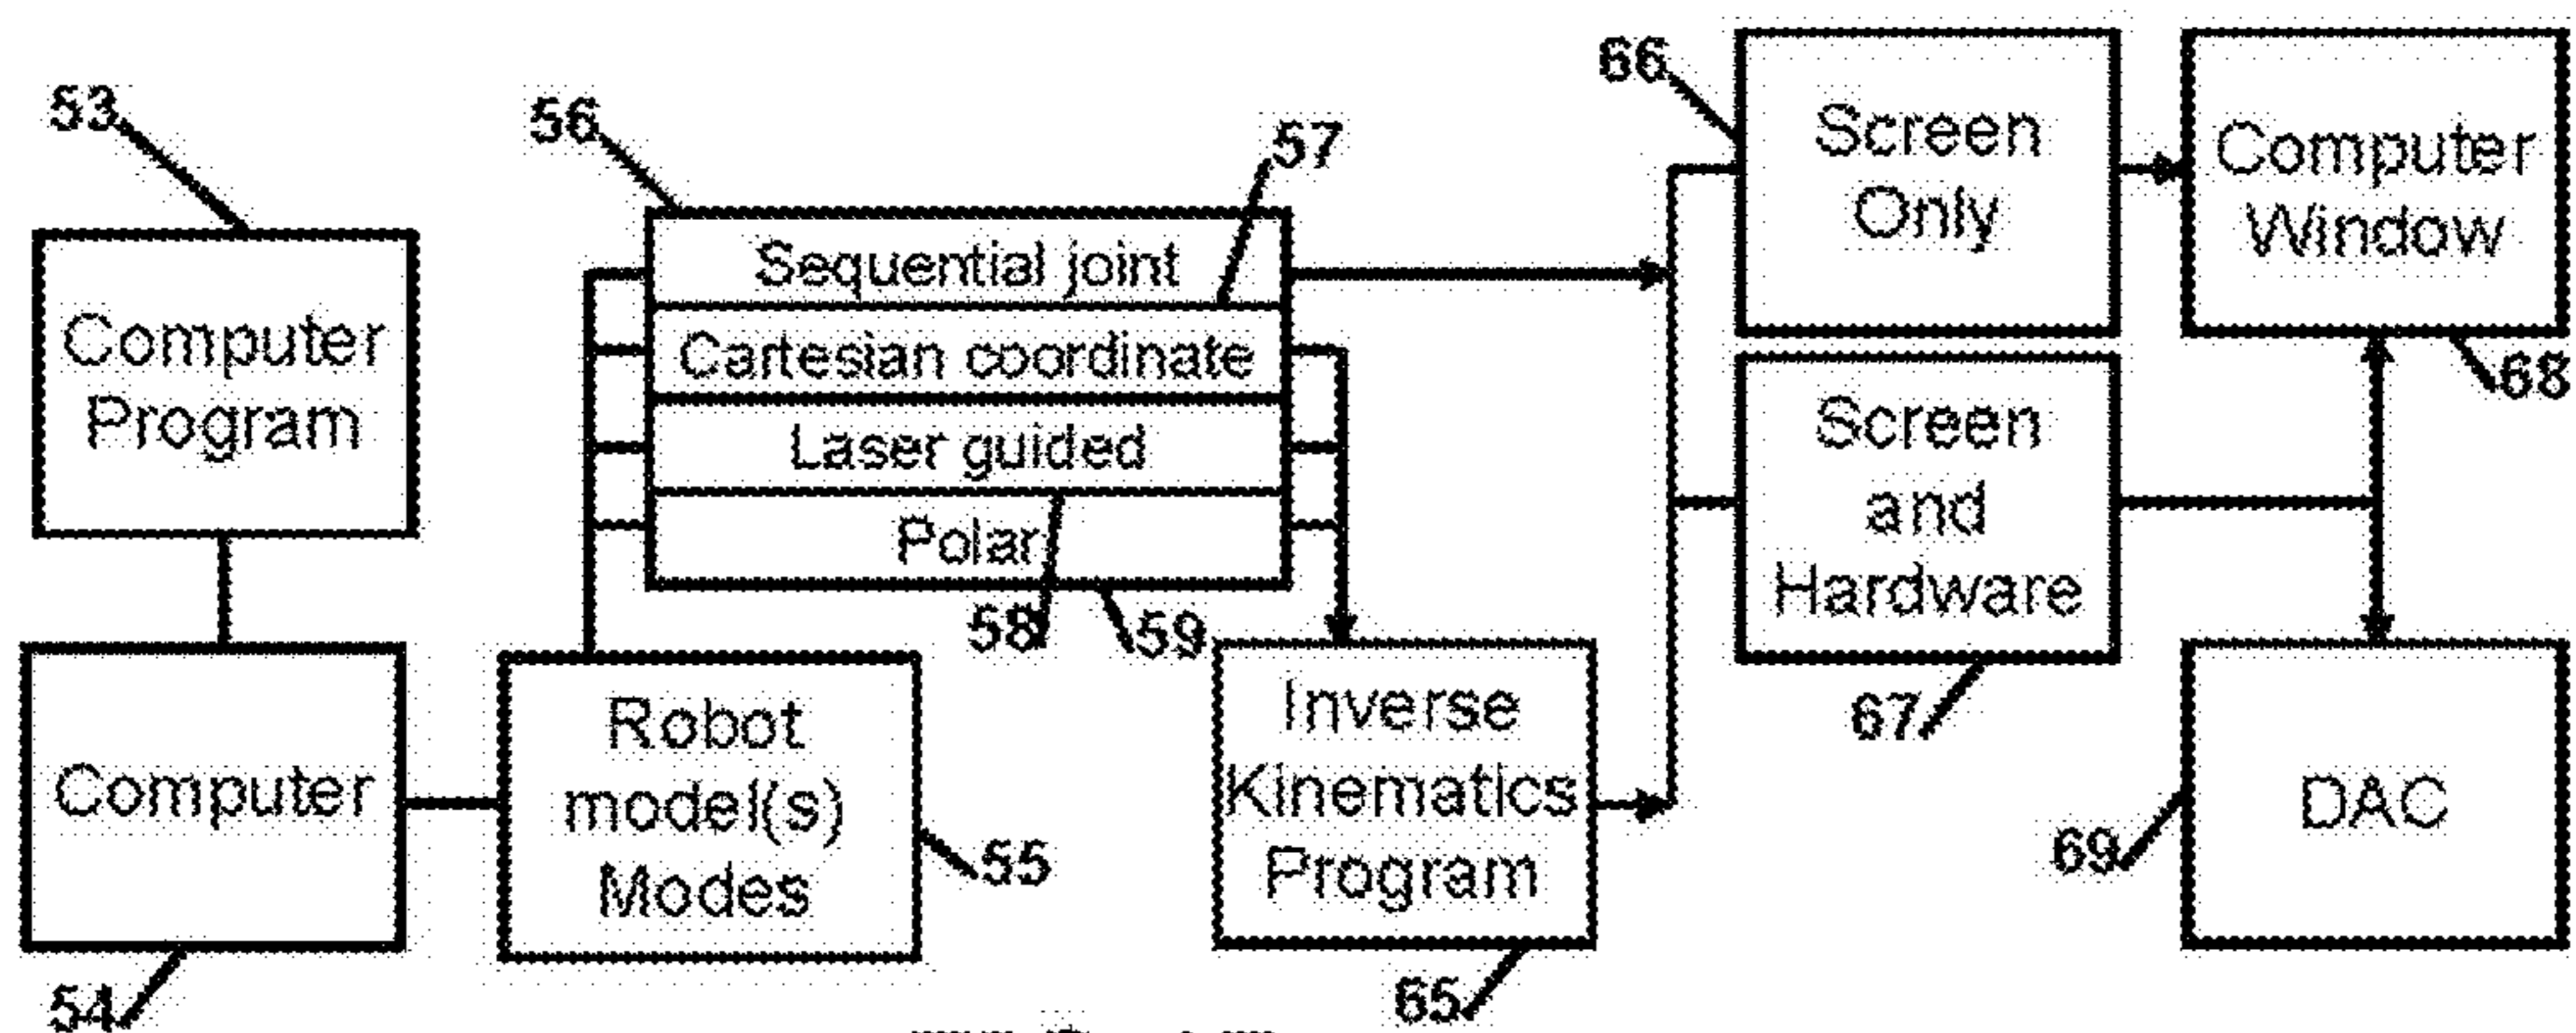 53
Computer
Program
Computer
54
56
57
Sequential joint
Cartesian coordinate
Laser guided
Polar
58
59
Robot
model(s)
Modes
55
Inverse
Kinematics
Program
65
66
Screen
Only
Screen
and
Hardware
67
Computer
Window
68
DAC
69